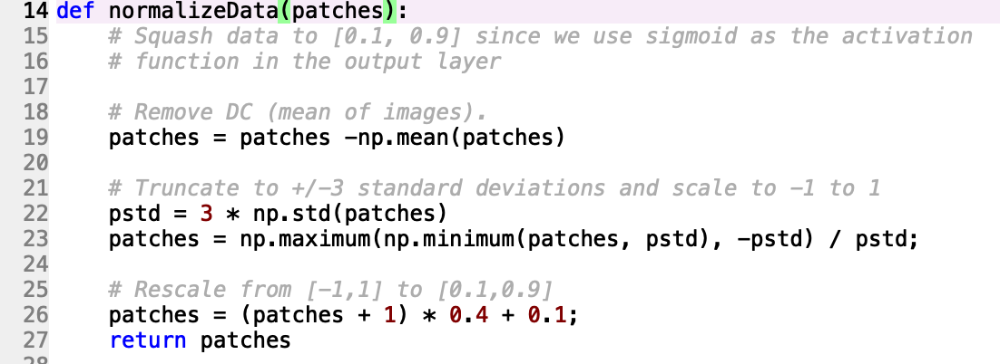 14 def normalizeData(patches):
15 # Squash data to [0.1, 0.9] since we use sigmoid as the activation
16 # function in the output layer
17
18 # Remove DC (mean of images).
19 patches = patches -np.mean(patches)
20
21 # Truncate to +/-3 standard deviations and scale to -1 to 1
22 pstd = 3 * np.std(patches)
23 patches = np.maximum(np.minimum(patches, pstd), -pstd) / pstd;
24
25 # Rescale from [-1,1] to [0.1,0.9]
26 patches = (patches + 1) * 0.4 + 0.1;
27 return patches
28